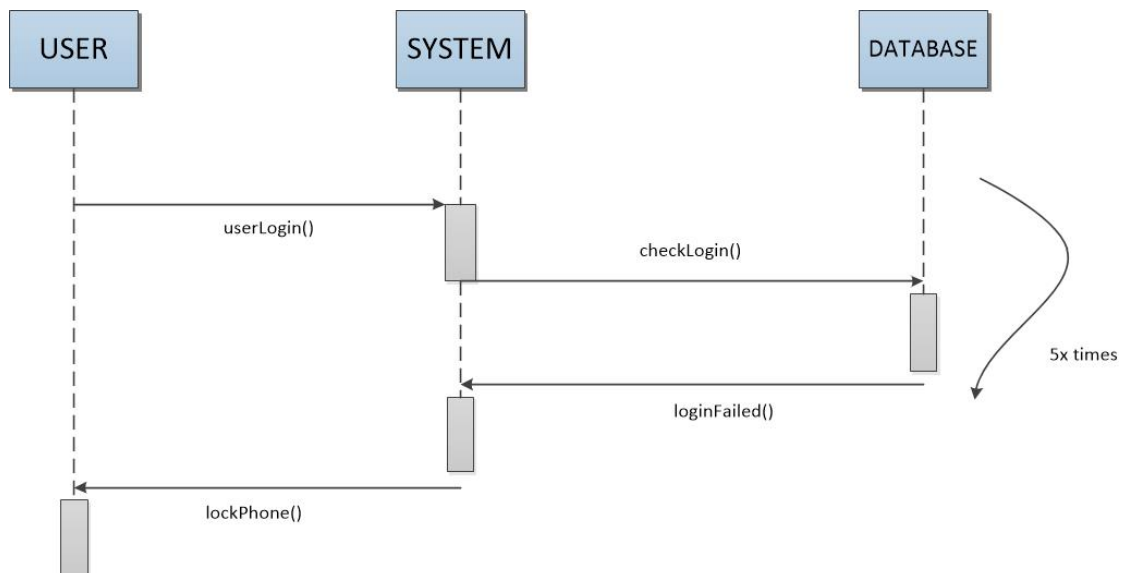 USER
SYSTEM
DATABASE
userLogin()
checkLogin()
5x times
loginFailed()
lockPhone()